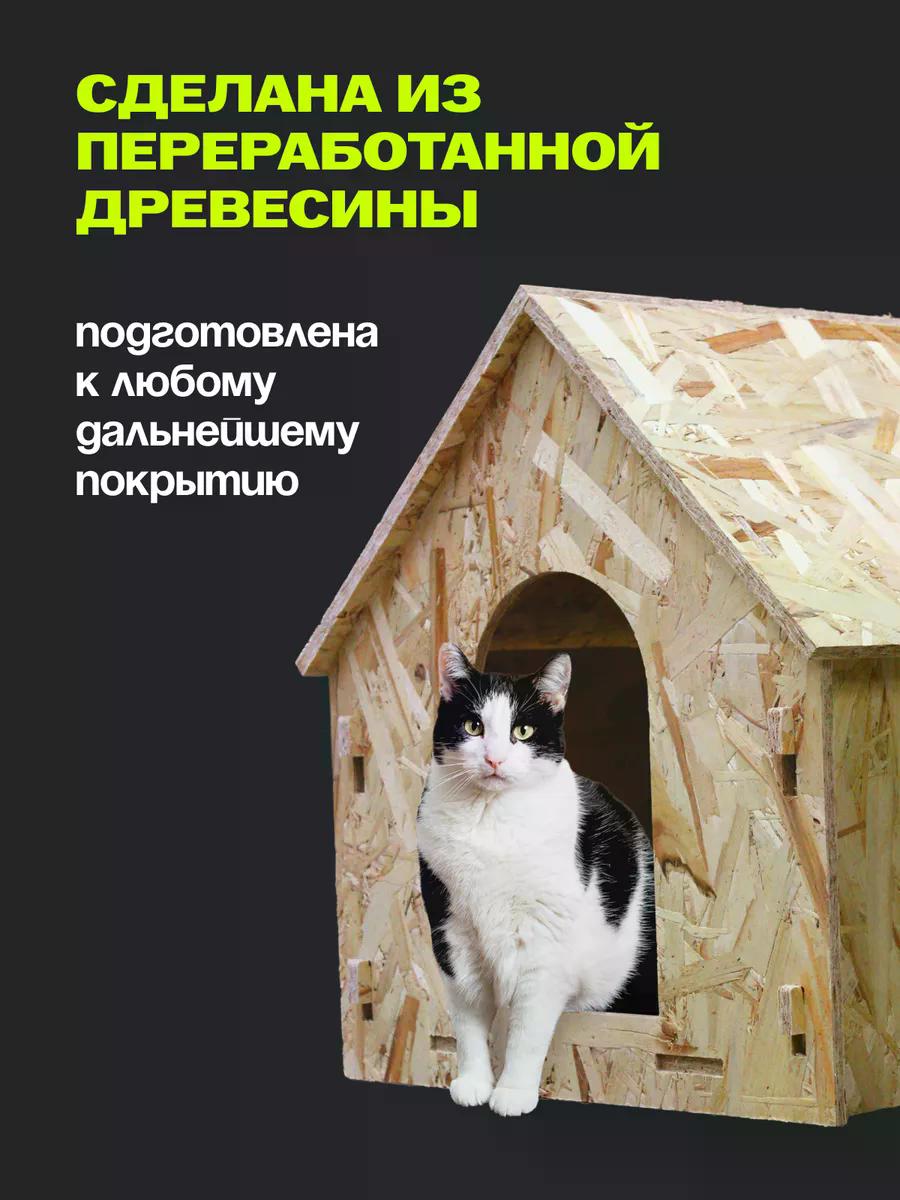 СДЕЛАНА ИЗ
ПЕРЕРАБОТАННОЙ
ДРЕВЕСИНЫ
подготовлена
к любому
дальнейшему
покрытию